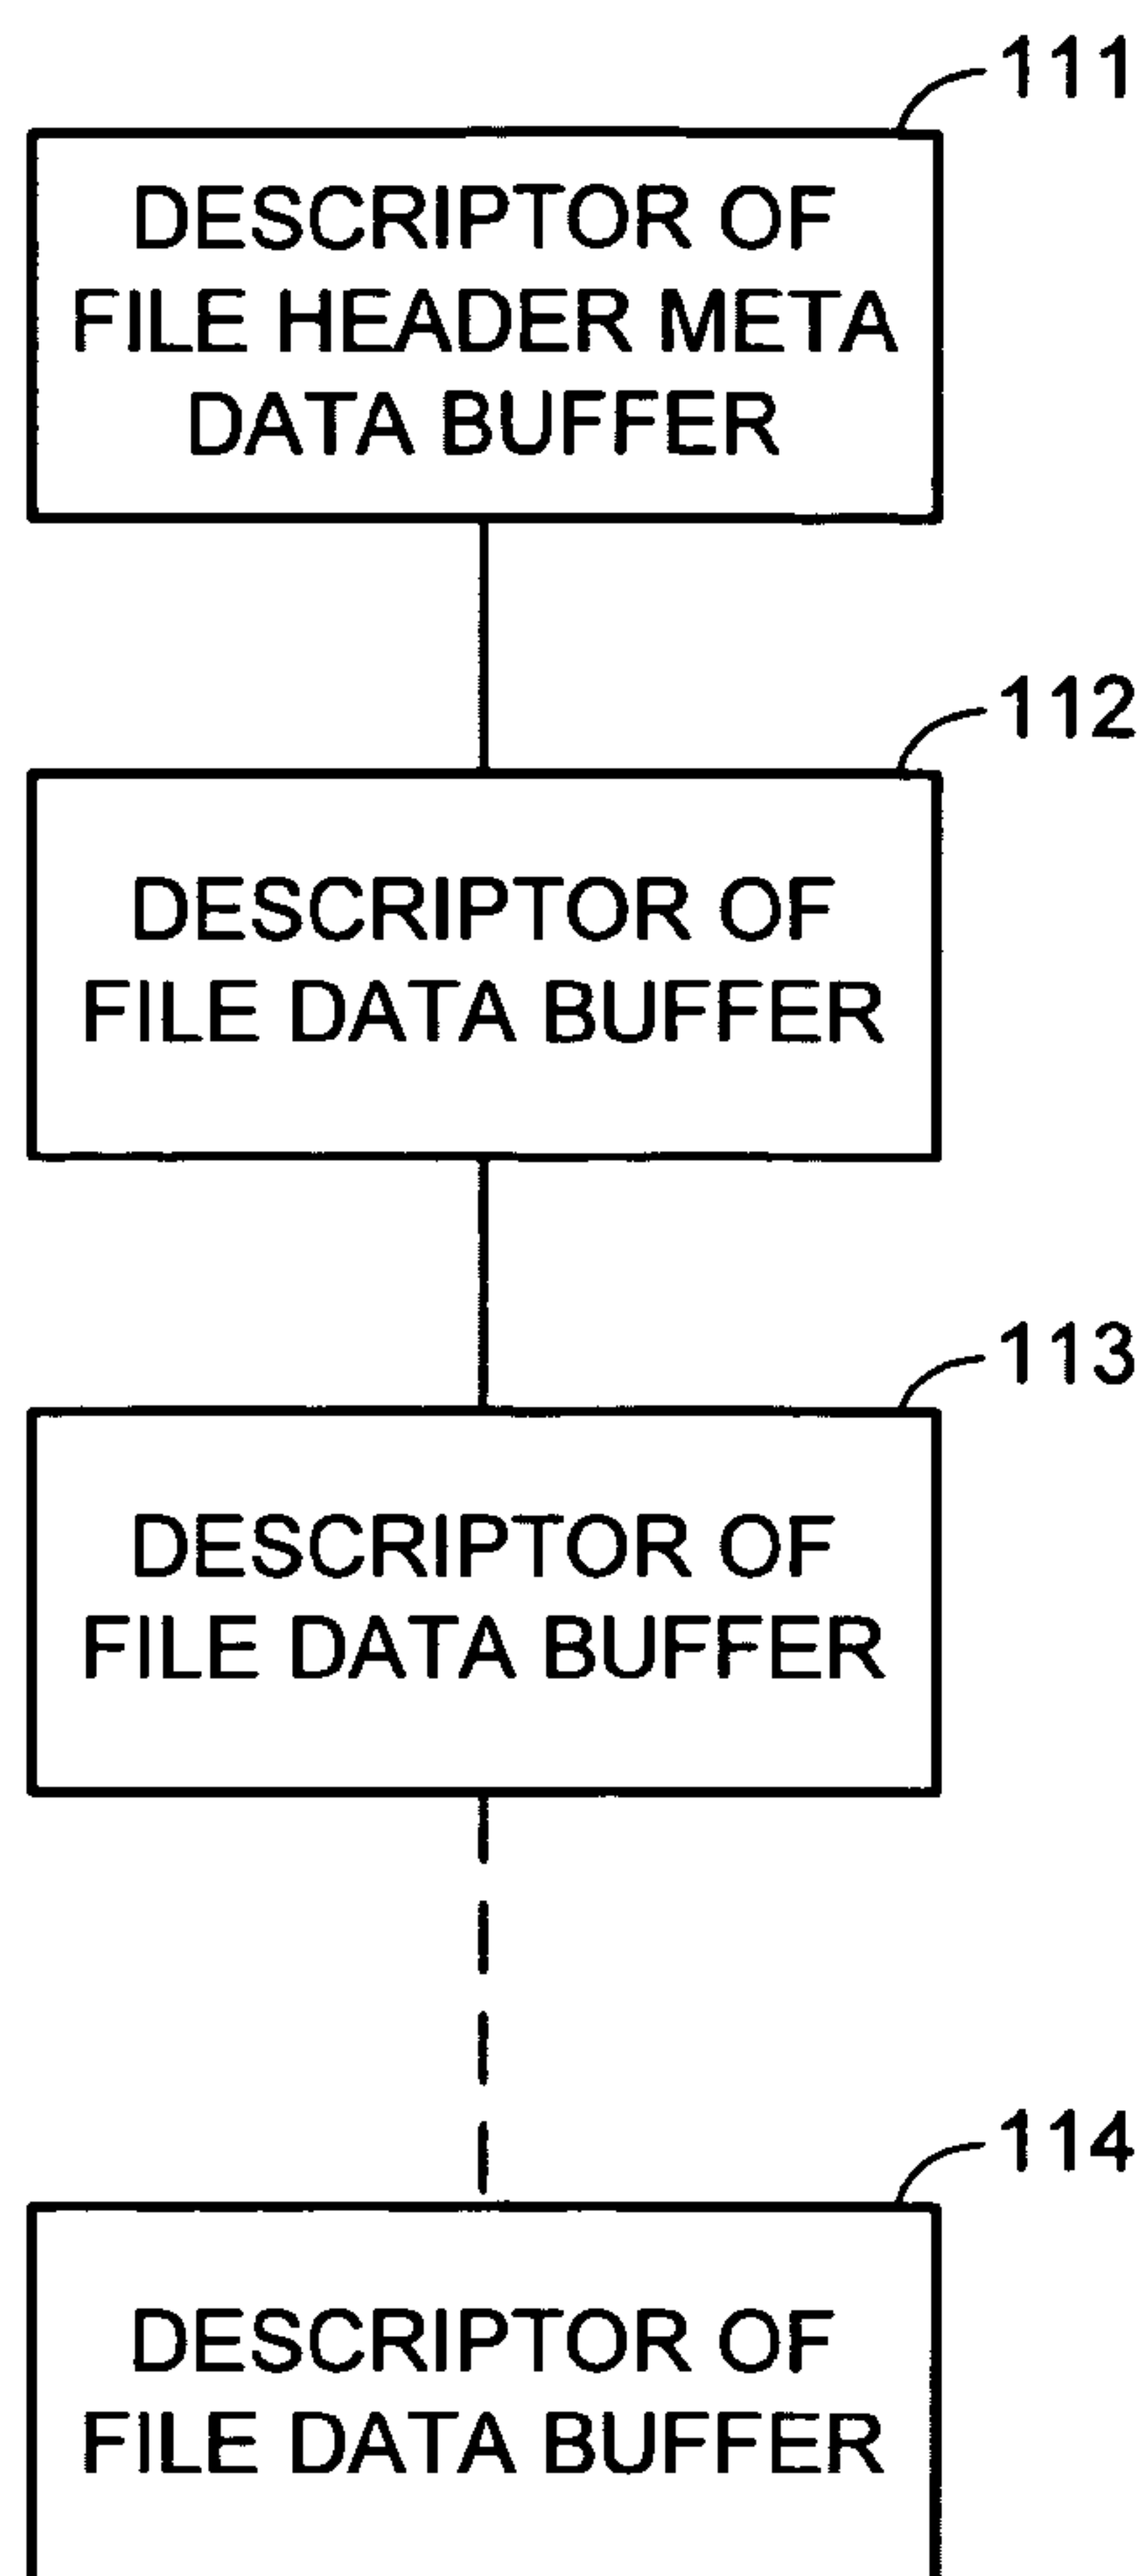 111
DESCRIPTOR OF
FILE HEADER META
DATA BUFFER
112
DESCRIPTOR OF
FILE DATA BUFFER
113
DESCRIPTOR OF
FILE DATA BUFFER
114
DESCRIPTOR OF
FILE DATA BUFFER